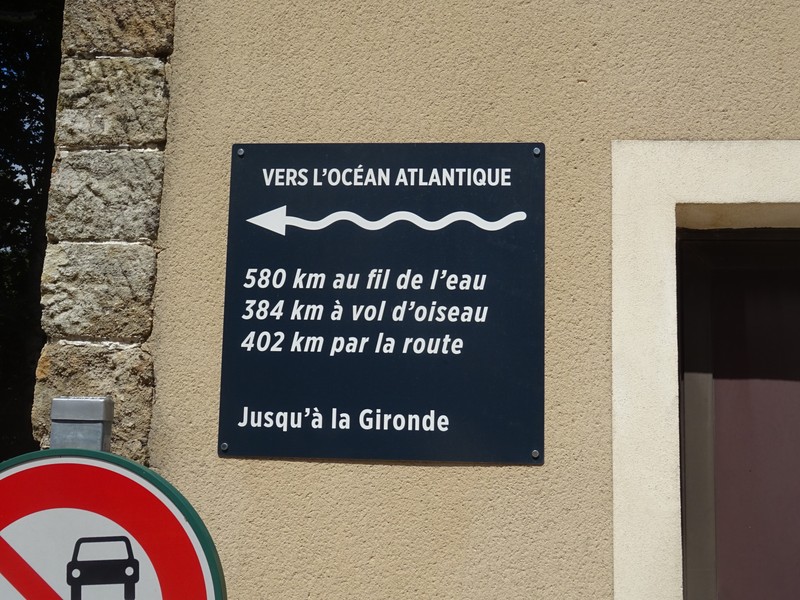 VERS L'OCÉAN ATLANTIQUE
580 km au fil de l'eau
384 km à vol d'oiseau
402 km par la route
Jusqu'à la Gironde